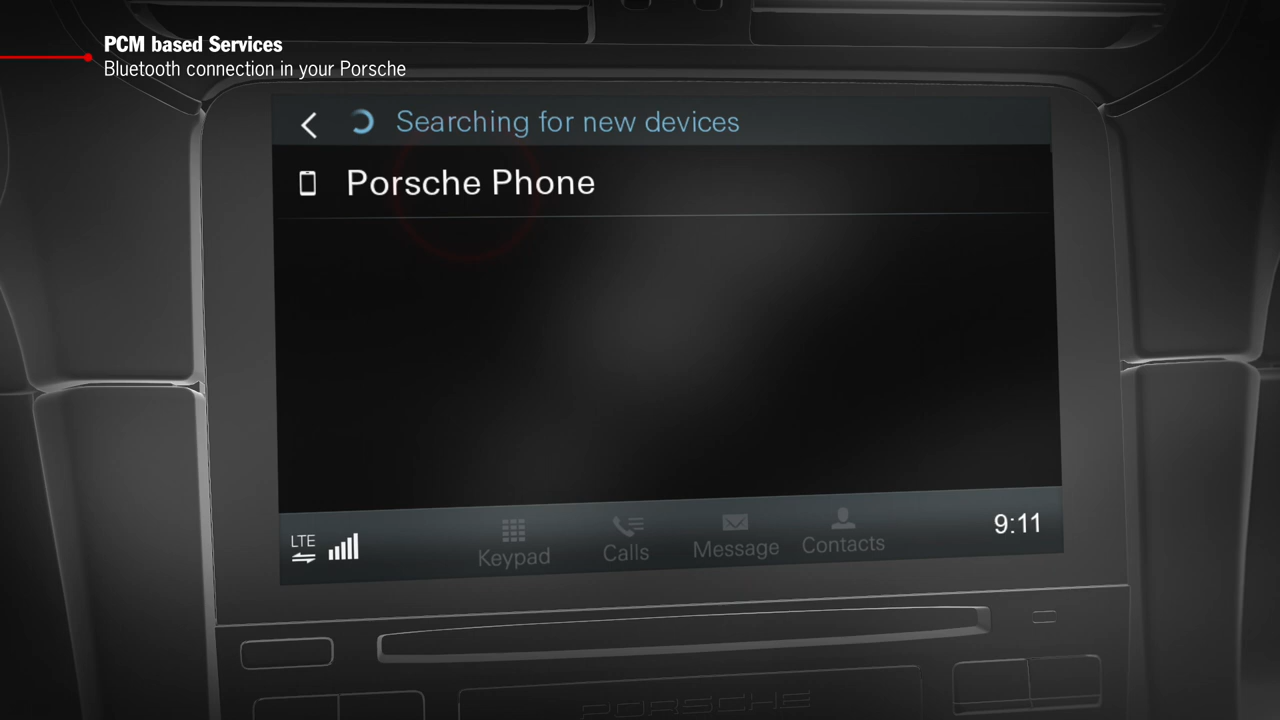 PCM based Services
Bluetooth connection in your Porsche
Searching for new devices
Porsche Phone
LTE
Keypad
Calls
Message
Contacts
9:11
PORSCHE